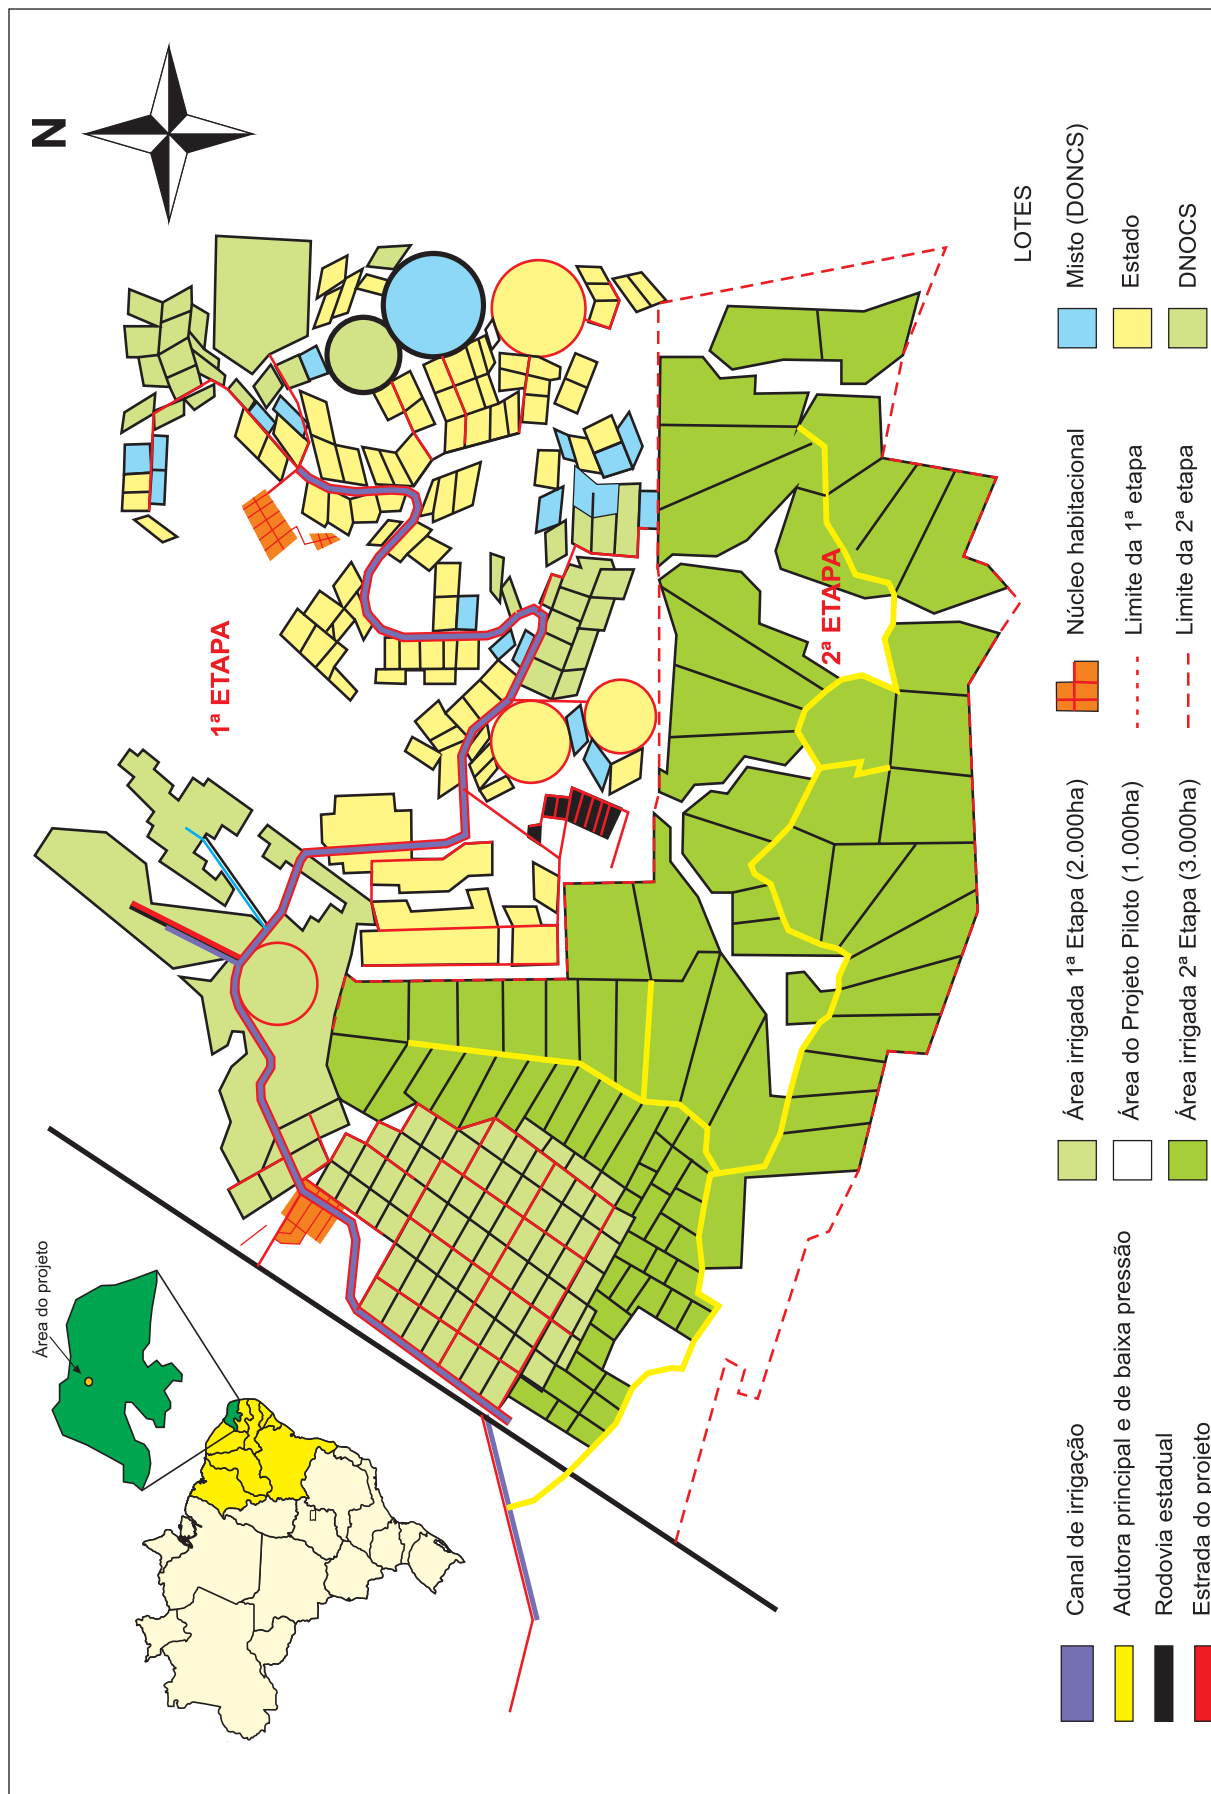 N
Área do projeto
1ª ETAPA
2ª ETAPA
Canal de irrigação
Adutora principal e de baixa pressão
Rodovia estadual
Estrada do projeto
Área irrigada 1ª Etapa (2.000ha)
Área do Projeto Piloto (1.000ha)
Área irrigada 2ª Etapa (3.000ha)
Núcleo habitacional
Limite da 1ª etapa
Limite da 2ª etapa
LOTES
Misto (DONCS)
Estado
DNOCS